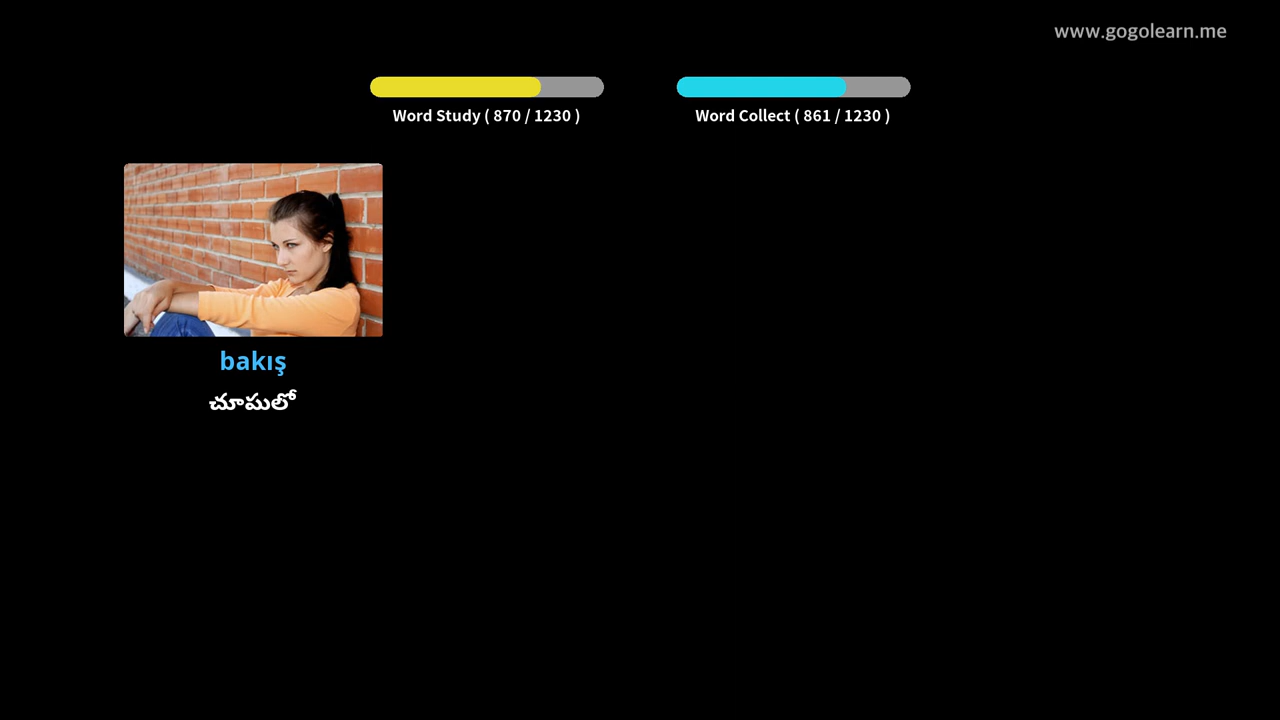 www.gogolearn.me
Word Study ( 870 / 1230 )
Word Collect ( 861 / 1230 )
bakış
చూపులో